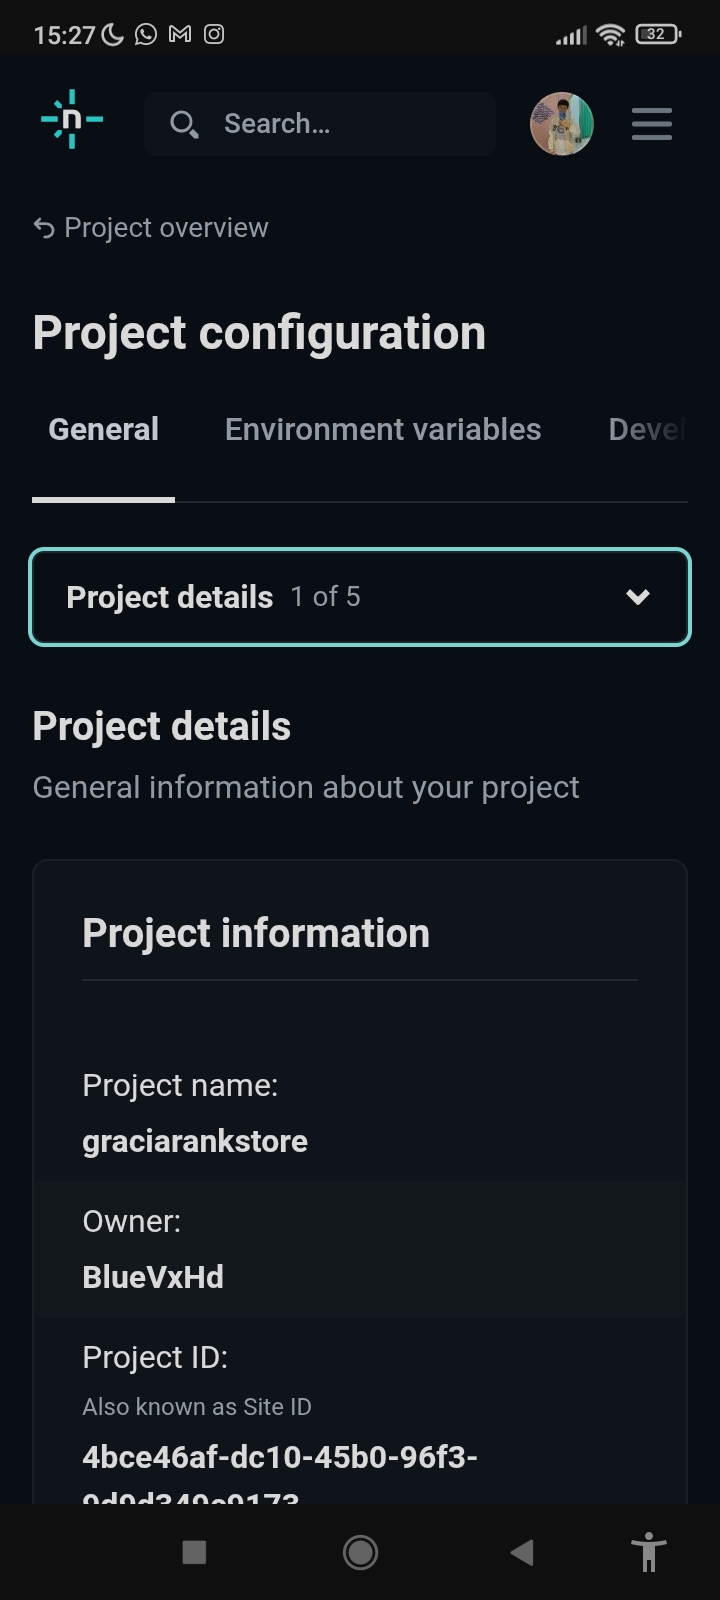 15:27
32
n
Search...
Project overview
Project configuration
General Environment variables Devel
Project details 1 of 5
Project details
General information about your project
Project information
Project name:
graciarankstore
Owner:
BlueVxHd
Project ID:
Also known as Site ID
4bce46af-dc10-45b0-96f3-